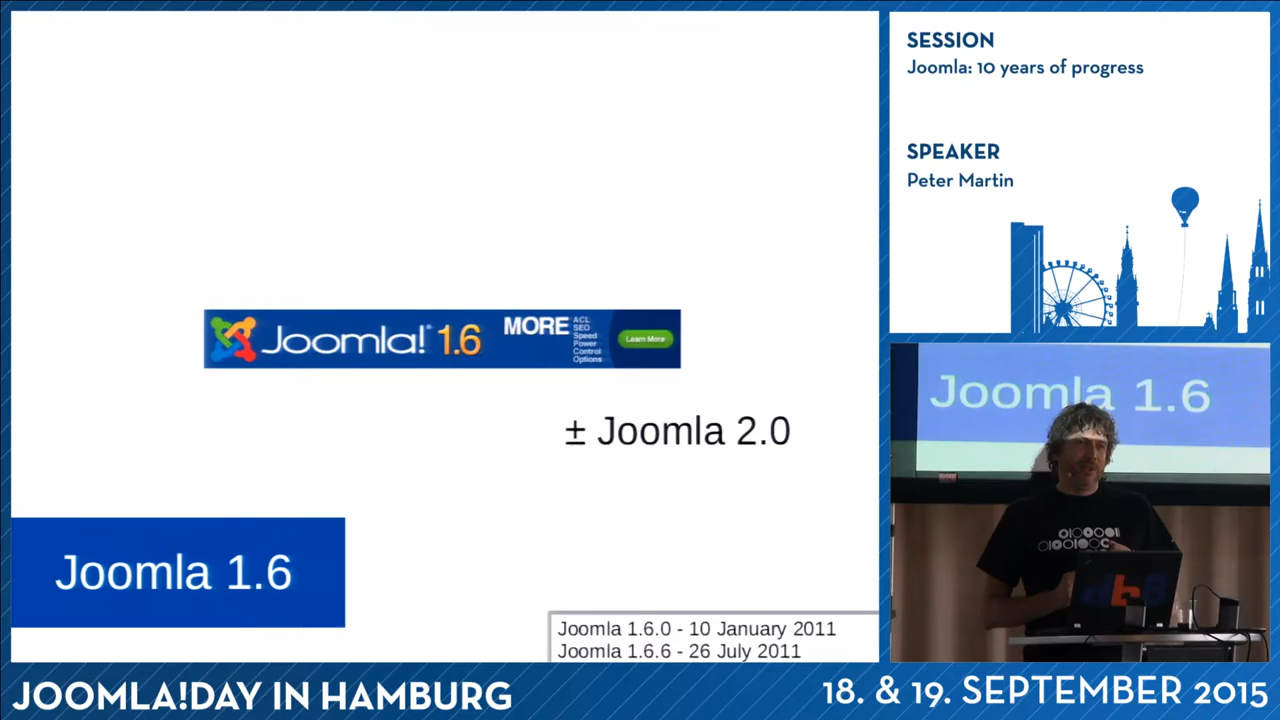 SESSION
Joomla: 10 years of progress
SPEAKER
Peter Martin
Joomla!® 1.6
MORE
ACL
SEO
Speed
Power
Control
Options
Learn More
± Joomla 2.0
Joomla 1.6
Joomla 1.6.0 - 10 January 2011
Joomla 1.6.6 - 26 July 2011
Joomla 1.6
db8
JOOMLA!DAY IN HAMBURG
18. & 19. SEPTEMBER 2015